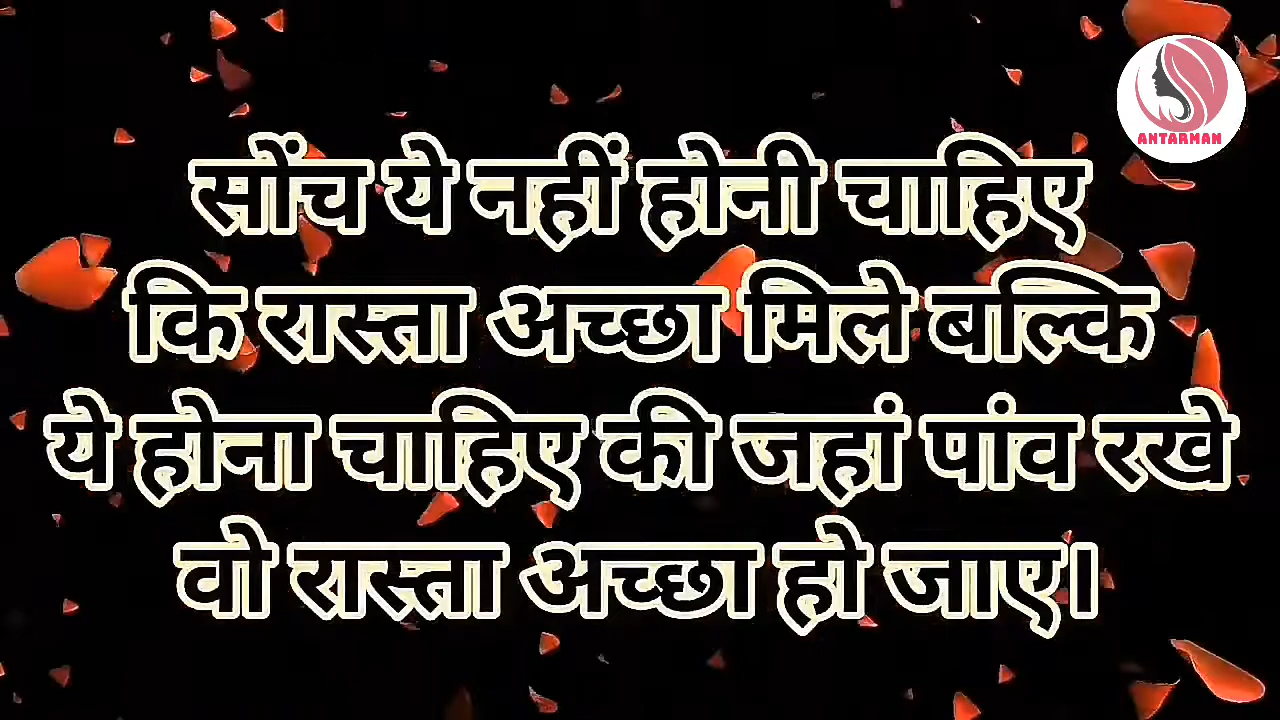 ANTARMAN
सोंच ये नहीं होनी चाहिए
कि रास्ता अच्छा मिले बल्कि
ये होना चाहिए की जहां पांव रखे
वो रास्ता अच्छा हो जाए।